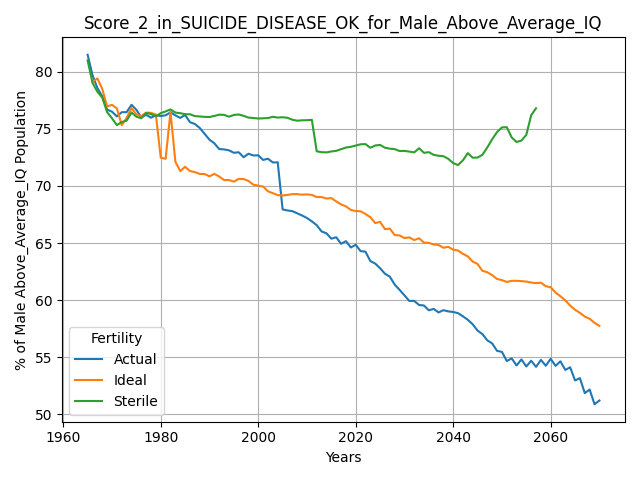 Score_2_in_SUICIDE_DISEASE_OK_for_Male_Above_Average_IQ
% of Male Above_Average_IQ Population
80
75
70
65
60
55
50
Fertility
Actual
Ideal
Sterile
1960 1980 2000 2020 2040 2060
Years